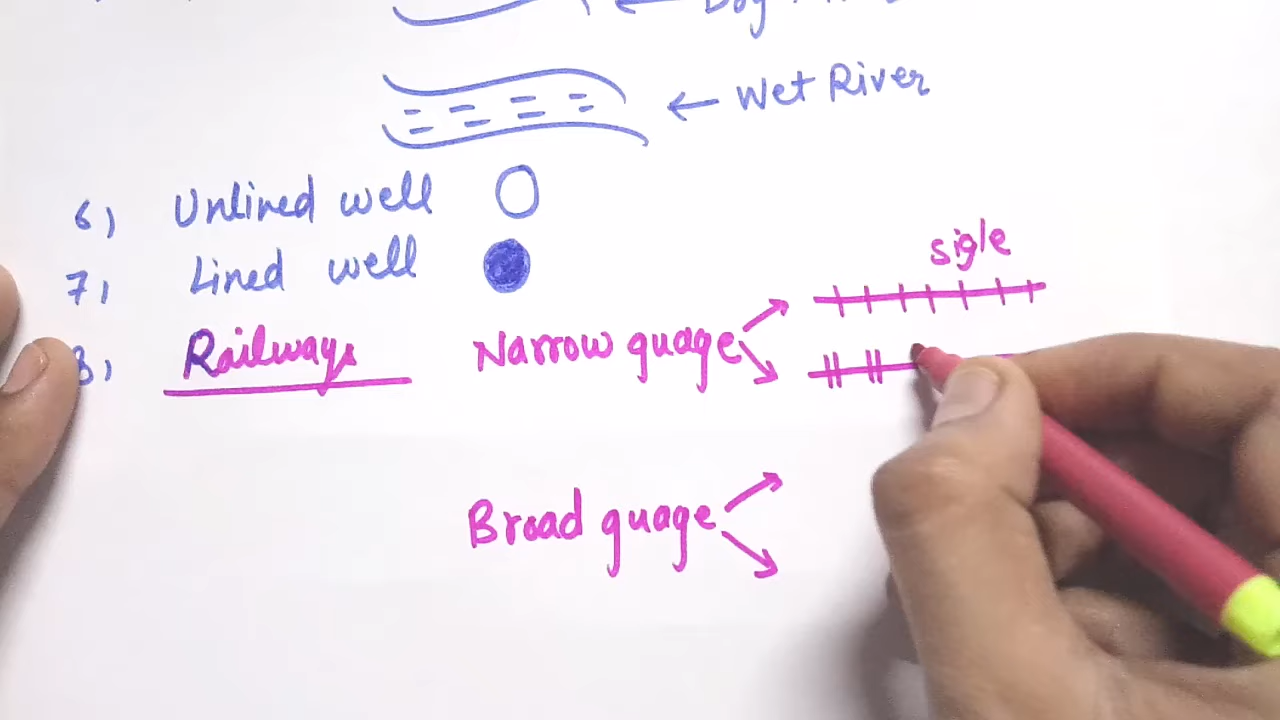 ← Wet River
6) Unlined well
7) Lined well
sigle
8) Railways Narrow guage
Broad guage